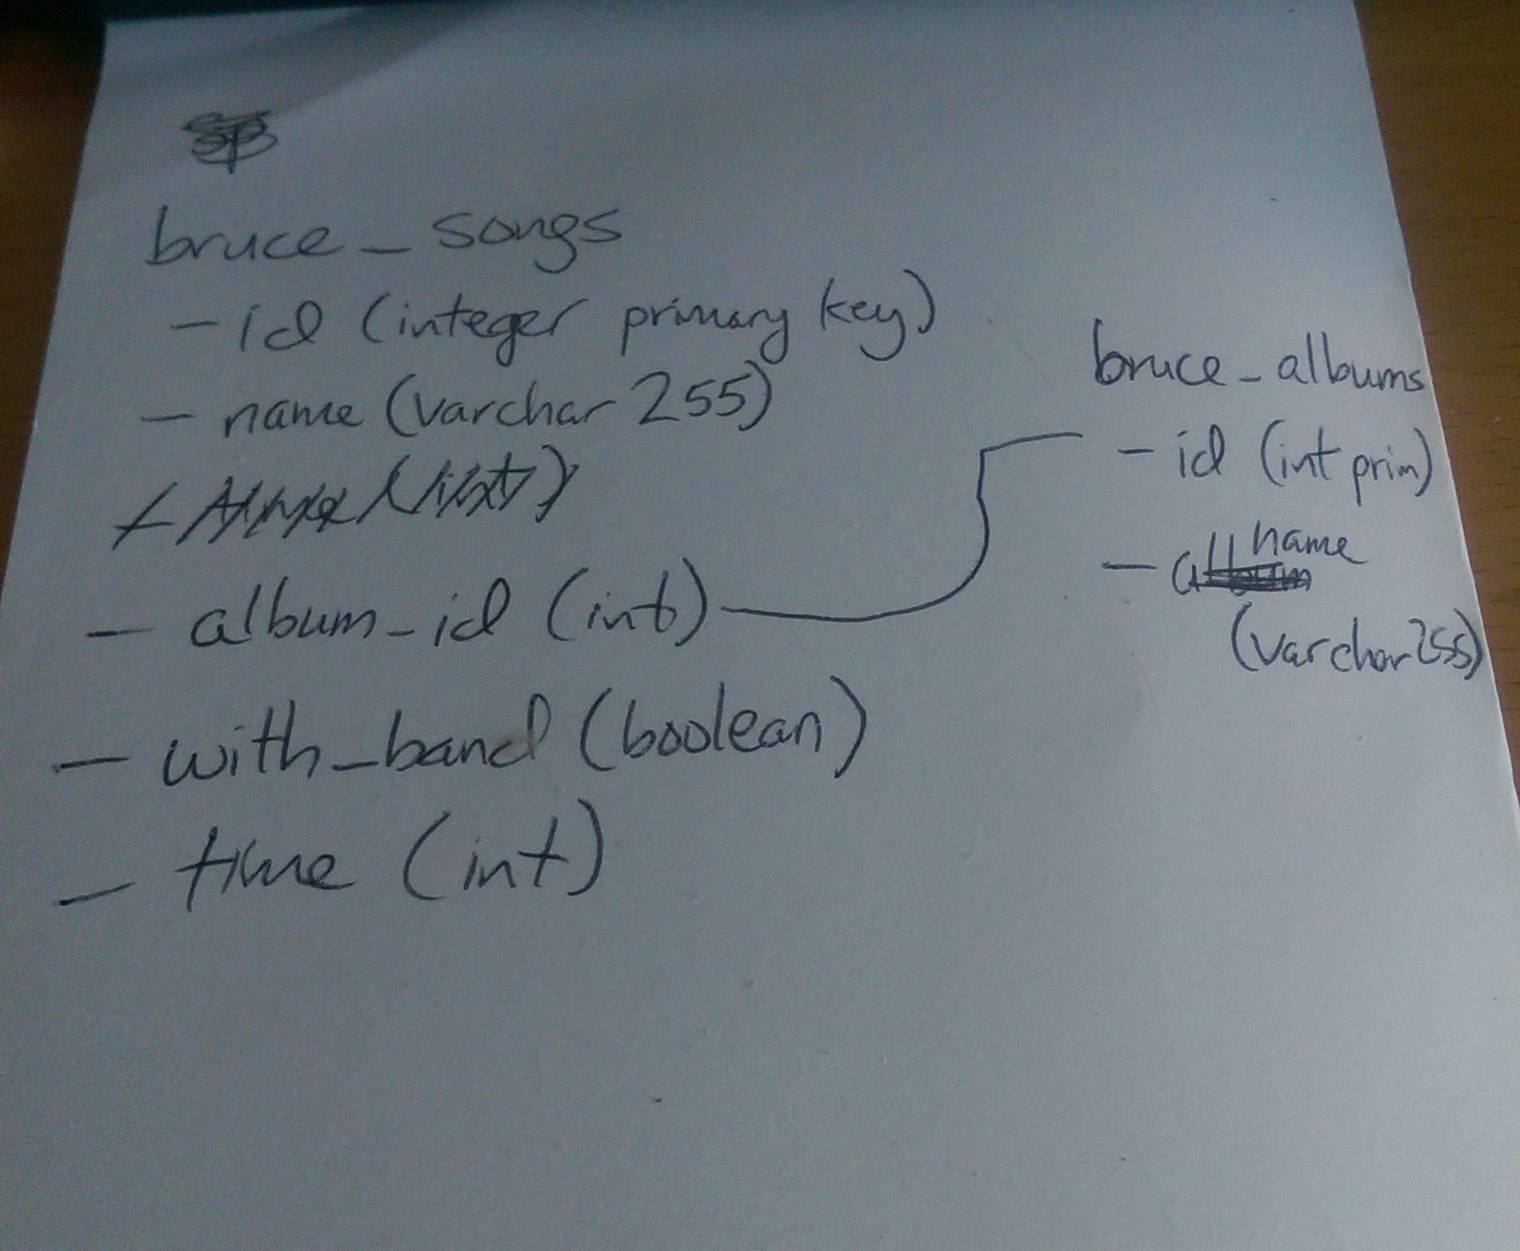 bruce_songs
- id (integer primary key)
- name (varchar 255)
- album_id (int)
- with_band (boolean)
- time (int)
bruce_albums
- id (int prim)
- name
(varchar 255)